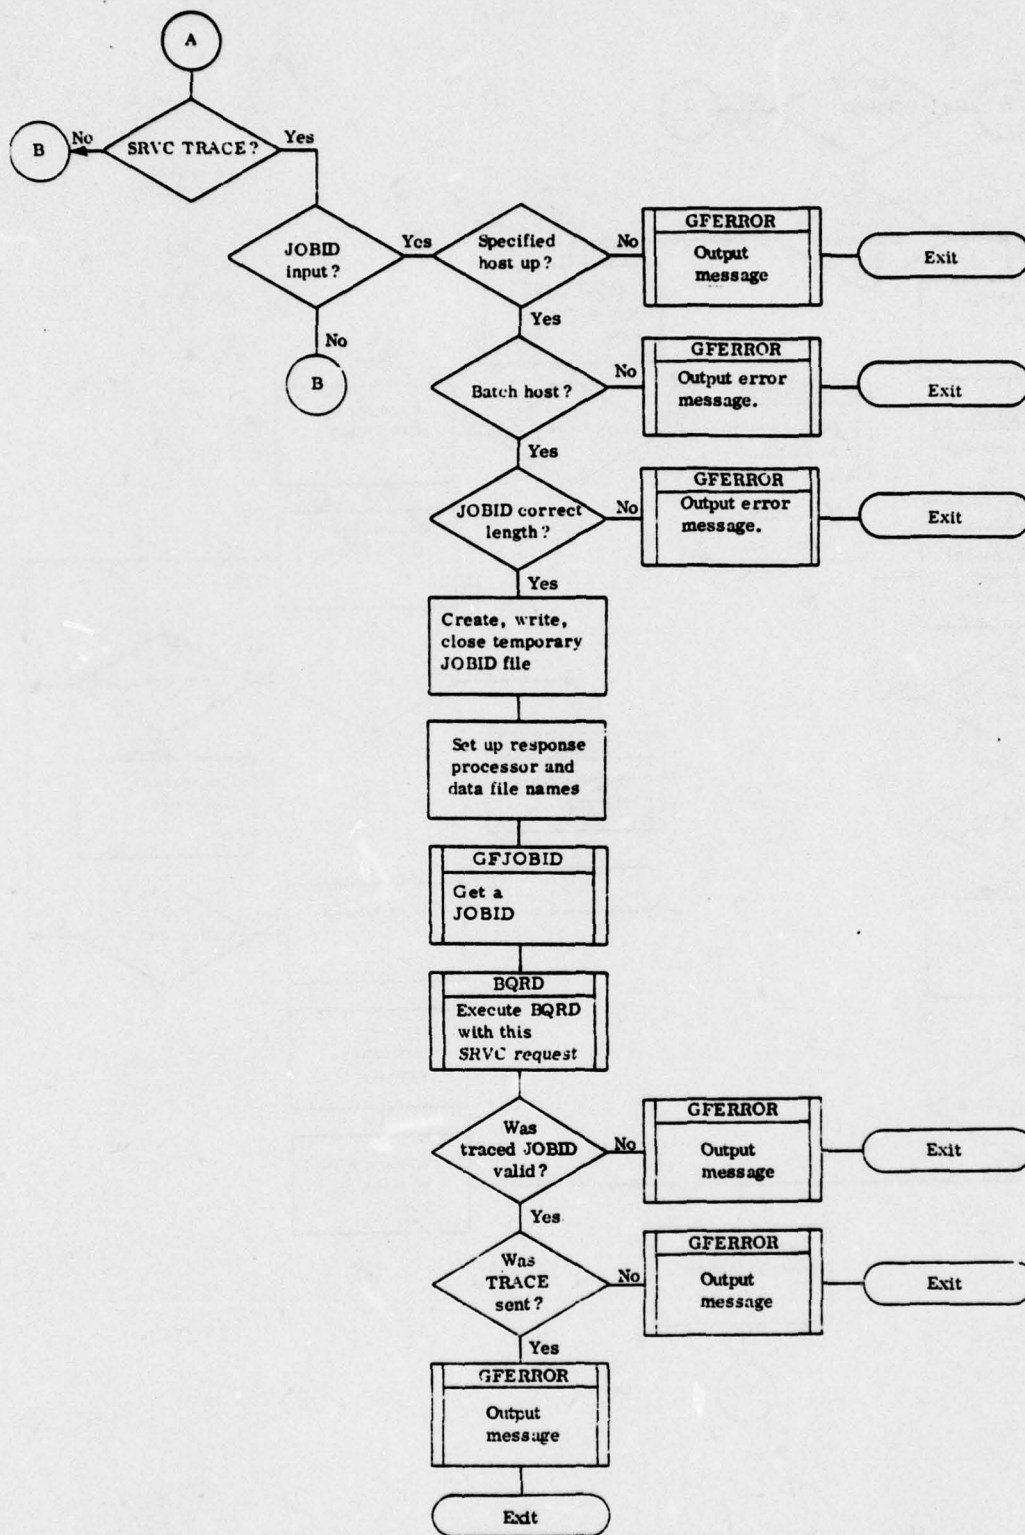 A
B
No
SRVC TRACE?
Yes
JOBID
input?
Yes
Specified
host up?
No
GFERROR
Output
message
Exit
No
B
Yes
Batch host?
No
GFERROR
Output error
message.
Exit
Yes
JOBID correct
length?
No
GFERROR
Output error
message.
Exit
Yes
Create, write,
close temporary
JOBID file
Set up response
processor and
data file names
GFJOBID
Get a
JOBID
BQRD
Execute BQRD
with this
SRVC request
Was
traced JOBID
valid?
No
GFERROR
Output
message
Exit
Yes
Was
TRACE
sent?
No
GFERROR
Output
message
Exit
Yes
GFERROR
Output
message
Exit